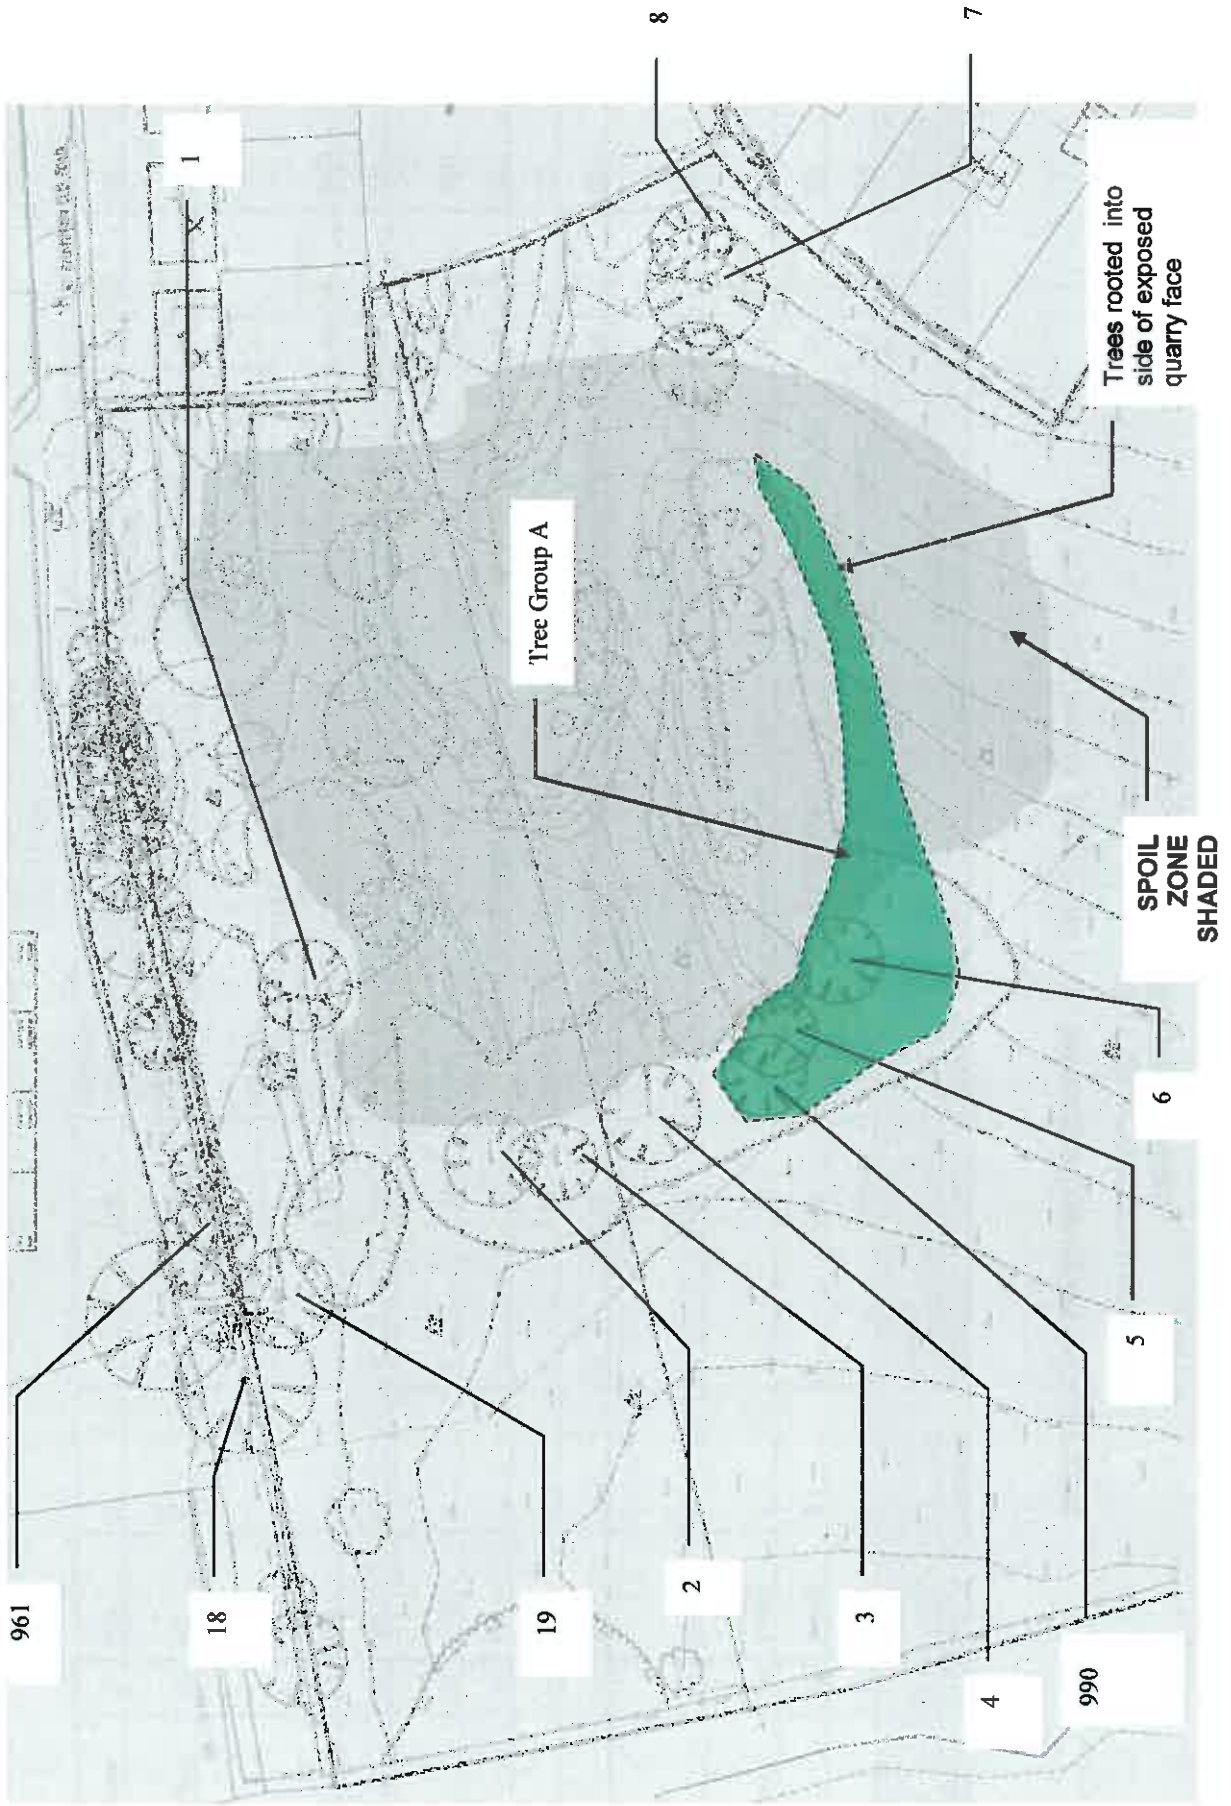 961
18
19
2
3
4
990
5
6
SPOIL
ZONE
SHADED
Tree Group A
Trees rooted into
side of exposed
quarry face
1
8
7
X
X